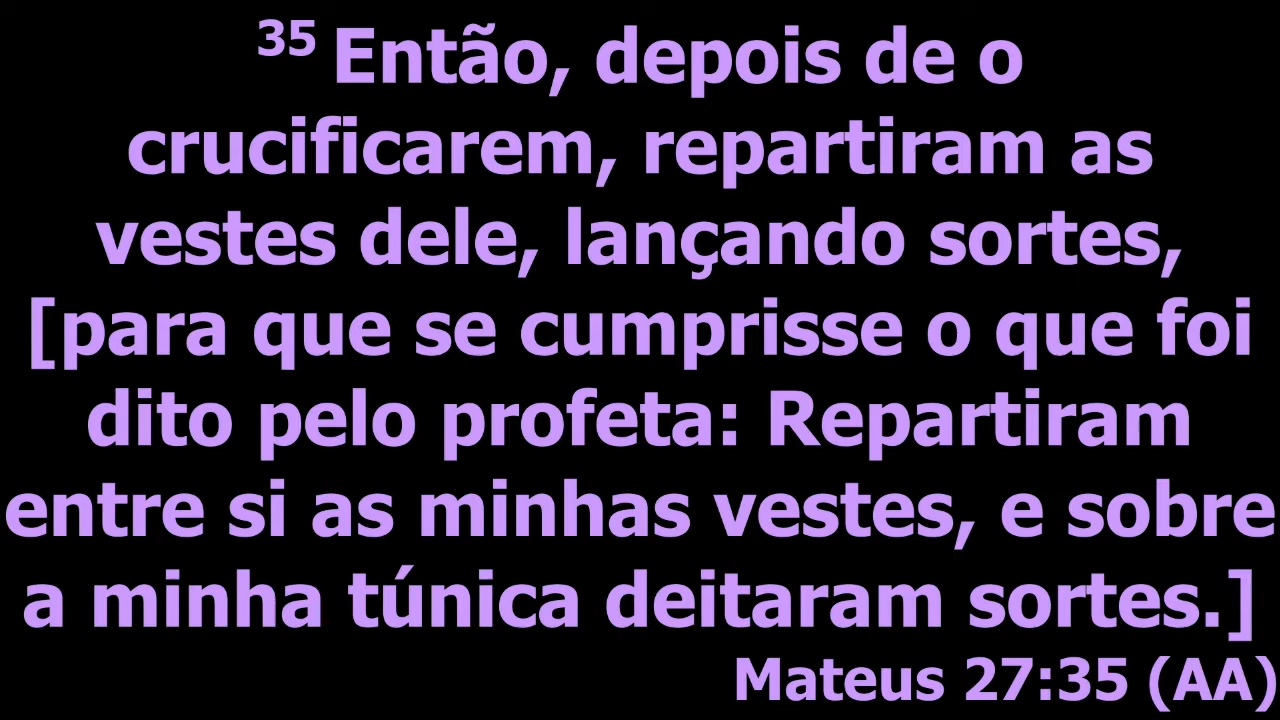 35 Então, depois de o
crucificarem, repartiram as
vestes dele, lançando sortes,
[para que se cumprisse o que foi
dito pelo profeta: Repartiram
entre si as minhas vestes, e sobre
a minha túnica deitaram sortes.]
Mateus 27:35 (AA)